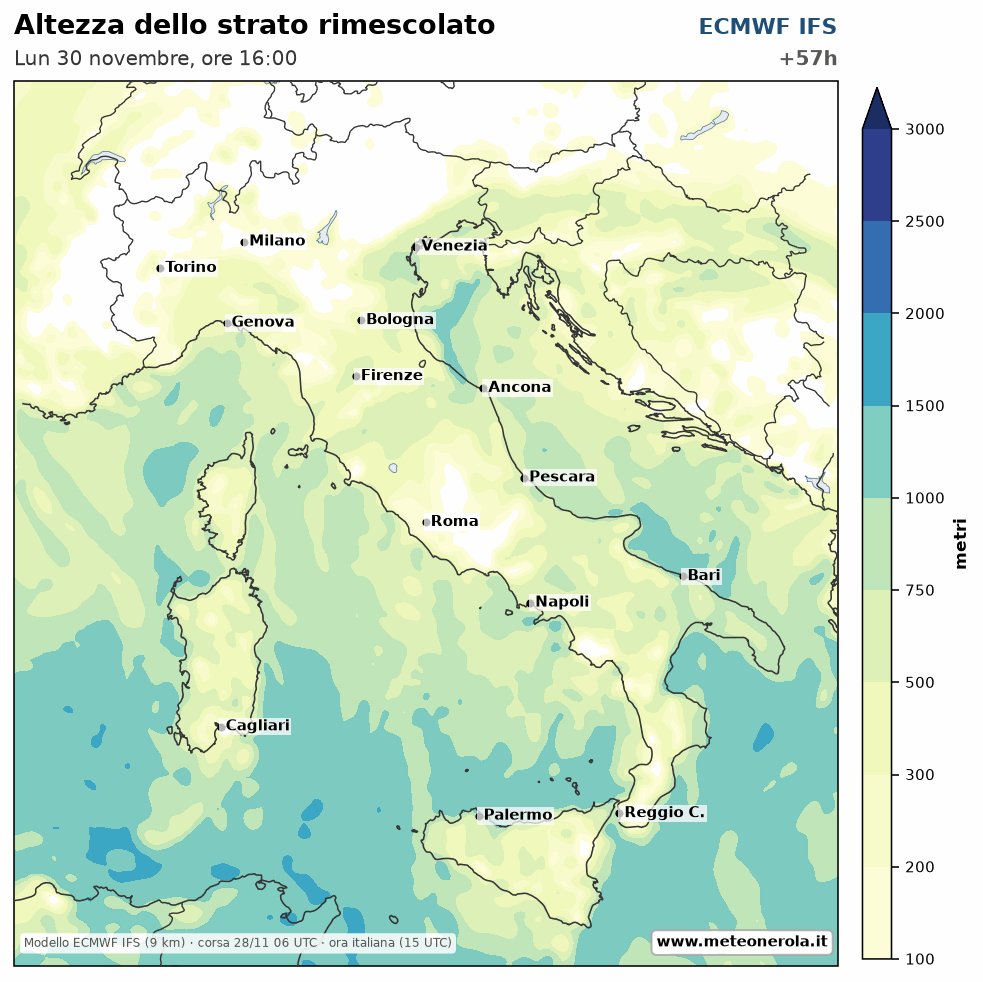 Altezza dello strato rimescolato
ECMWF IFS
Lun 30 novembre, ore 16:00
+57h
Milano
Venezia
Torino
Genova
Bologna
Firenze
Ancona
Pescara
Roma
Bari
Napoli
Cagliari
Palermo
Reggio C.
3000
2500
2000
1500
1000
750
500
300
200
100
metri
Modello ECMWF IFS (9 km) · corsa 28/11 06 UTC · ora italiana (15 UTC)
www.meteonerola.it